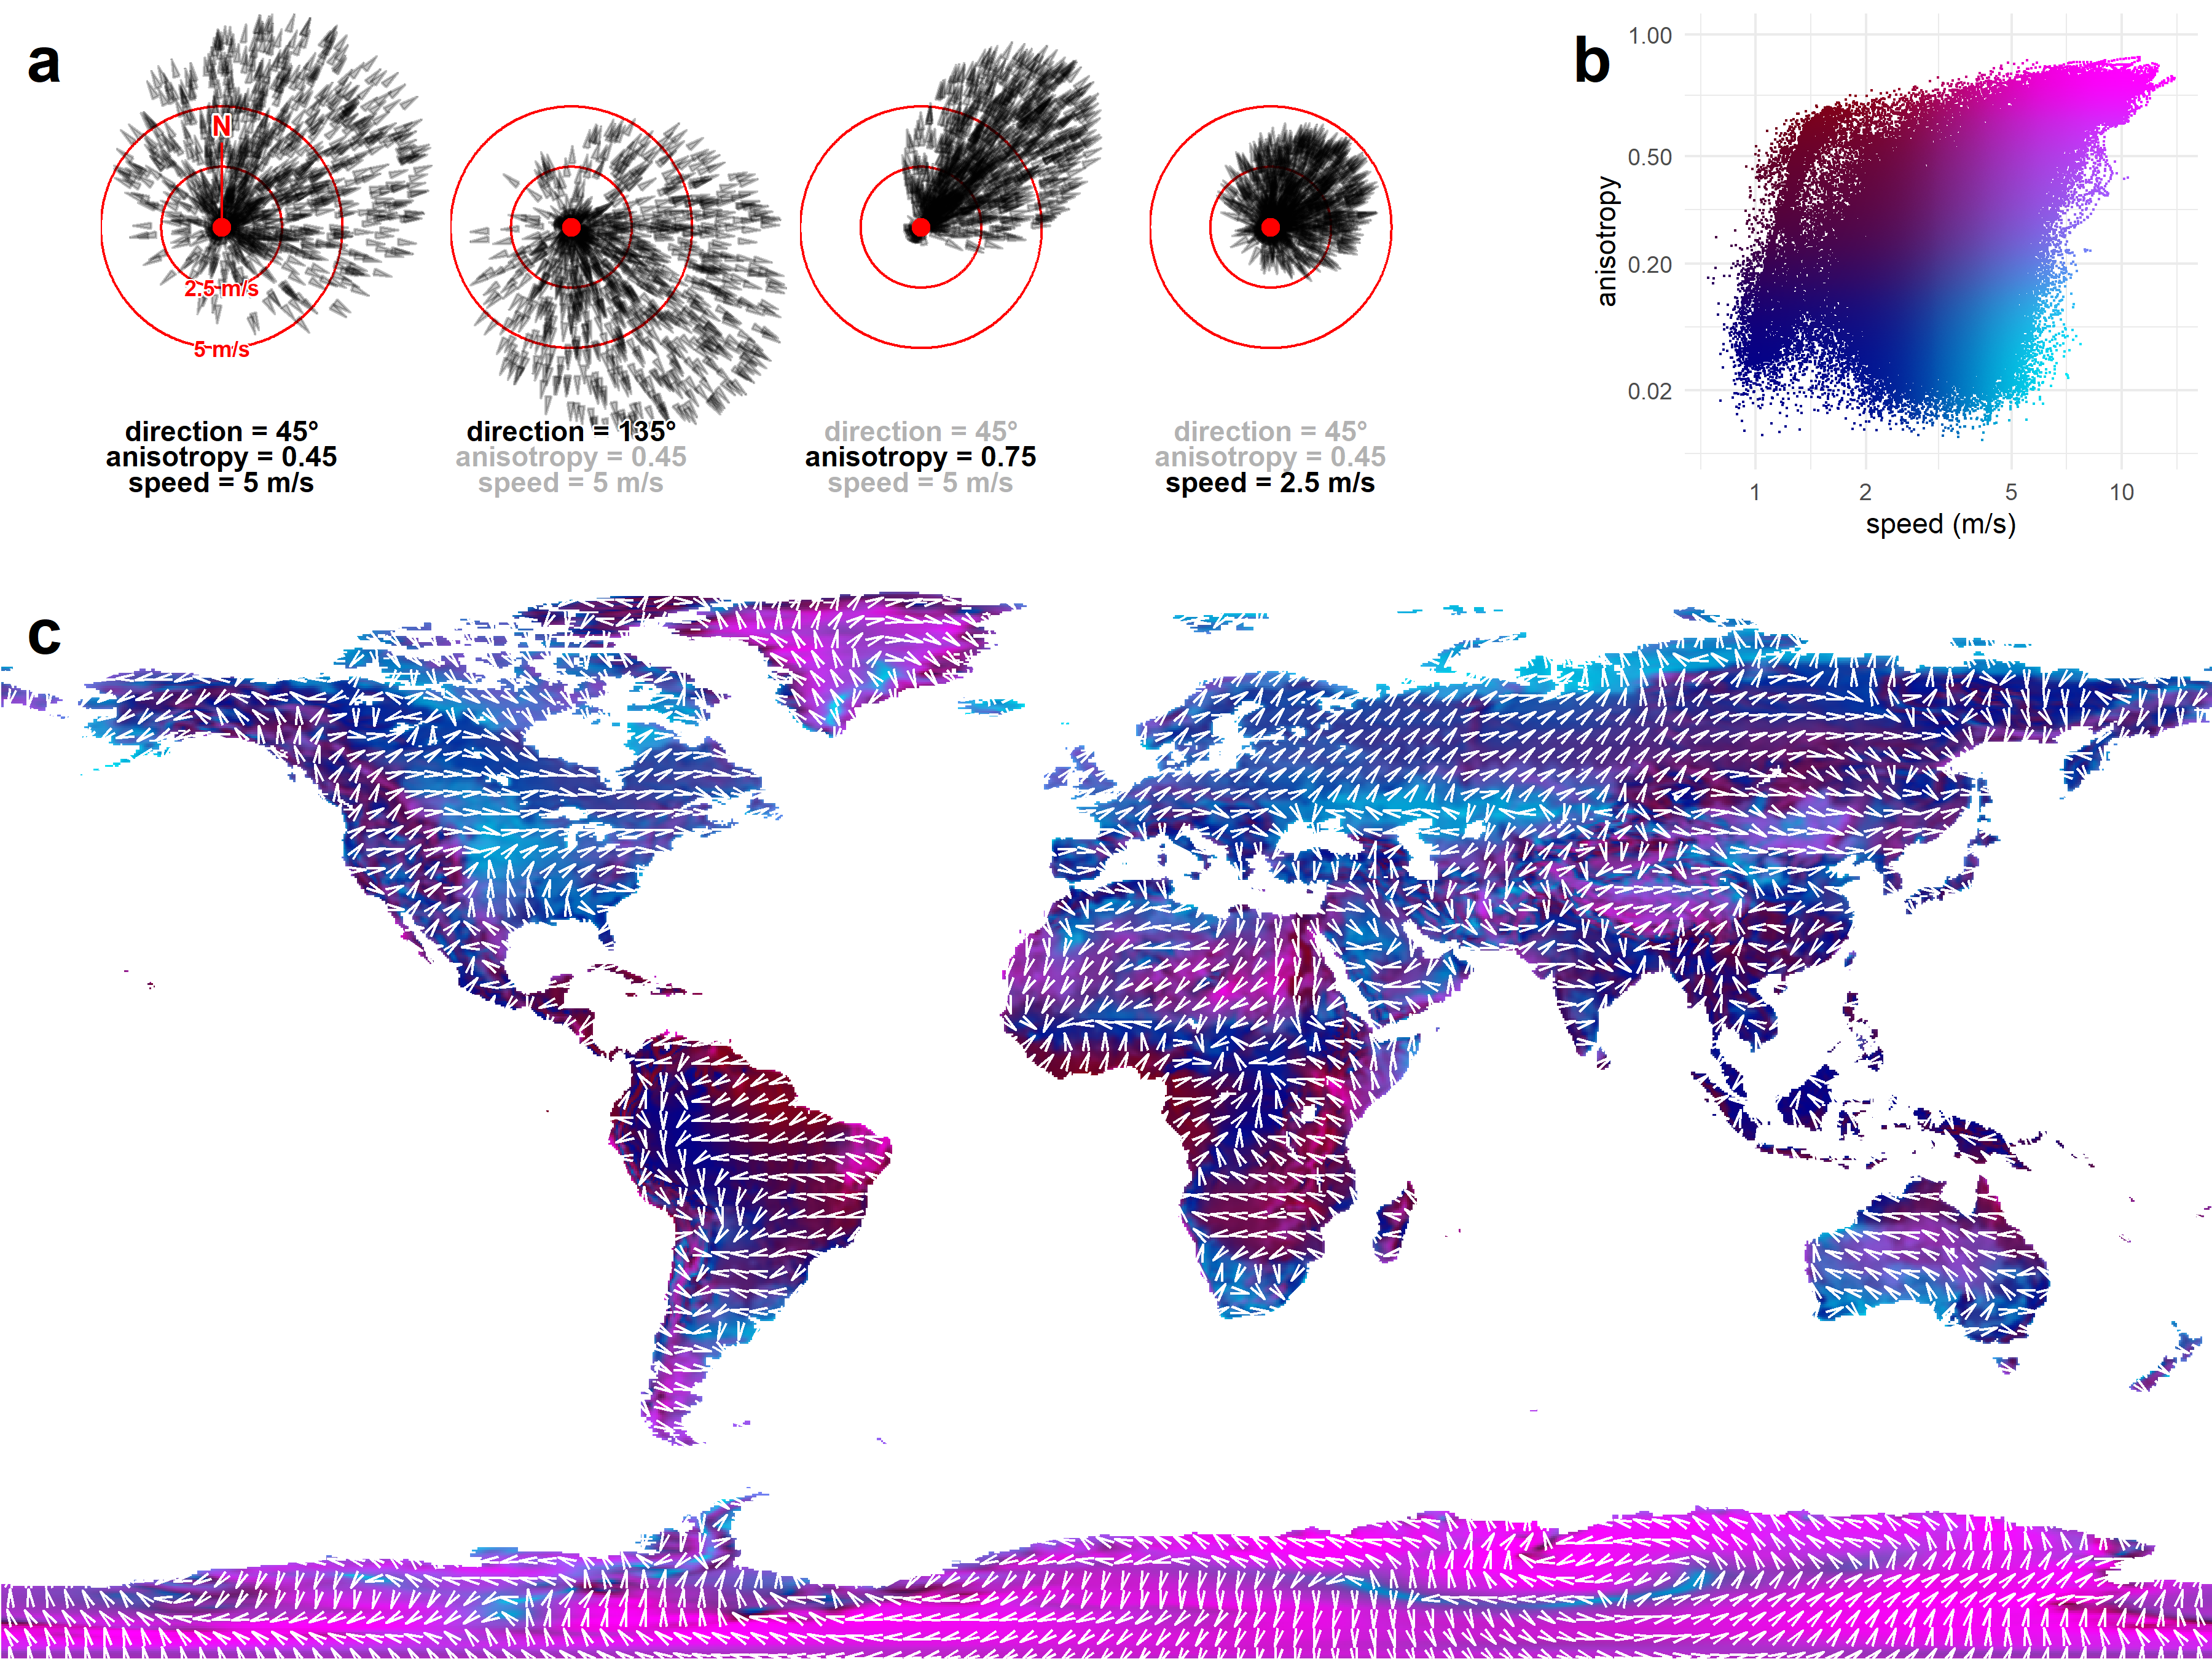 a
N
2.5 m/s
5 m/s
direction = 45°
anisotropy = 0.45
speed = 5 m/s
direction = 135°
anisotropy = 0.45
speed = 5 m/s
direction = 45°
anisotropy = 0.75
speed = 5 m/s
direction = 45°
anisotropy = 0.45
speed = 2.5 m/s
b
anisotropy
1.00
0.50
0.20
0.02
1 2 5 10
speed (m/s)
c